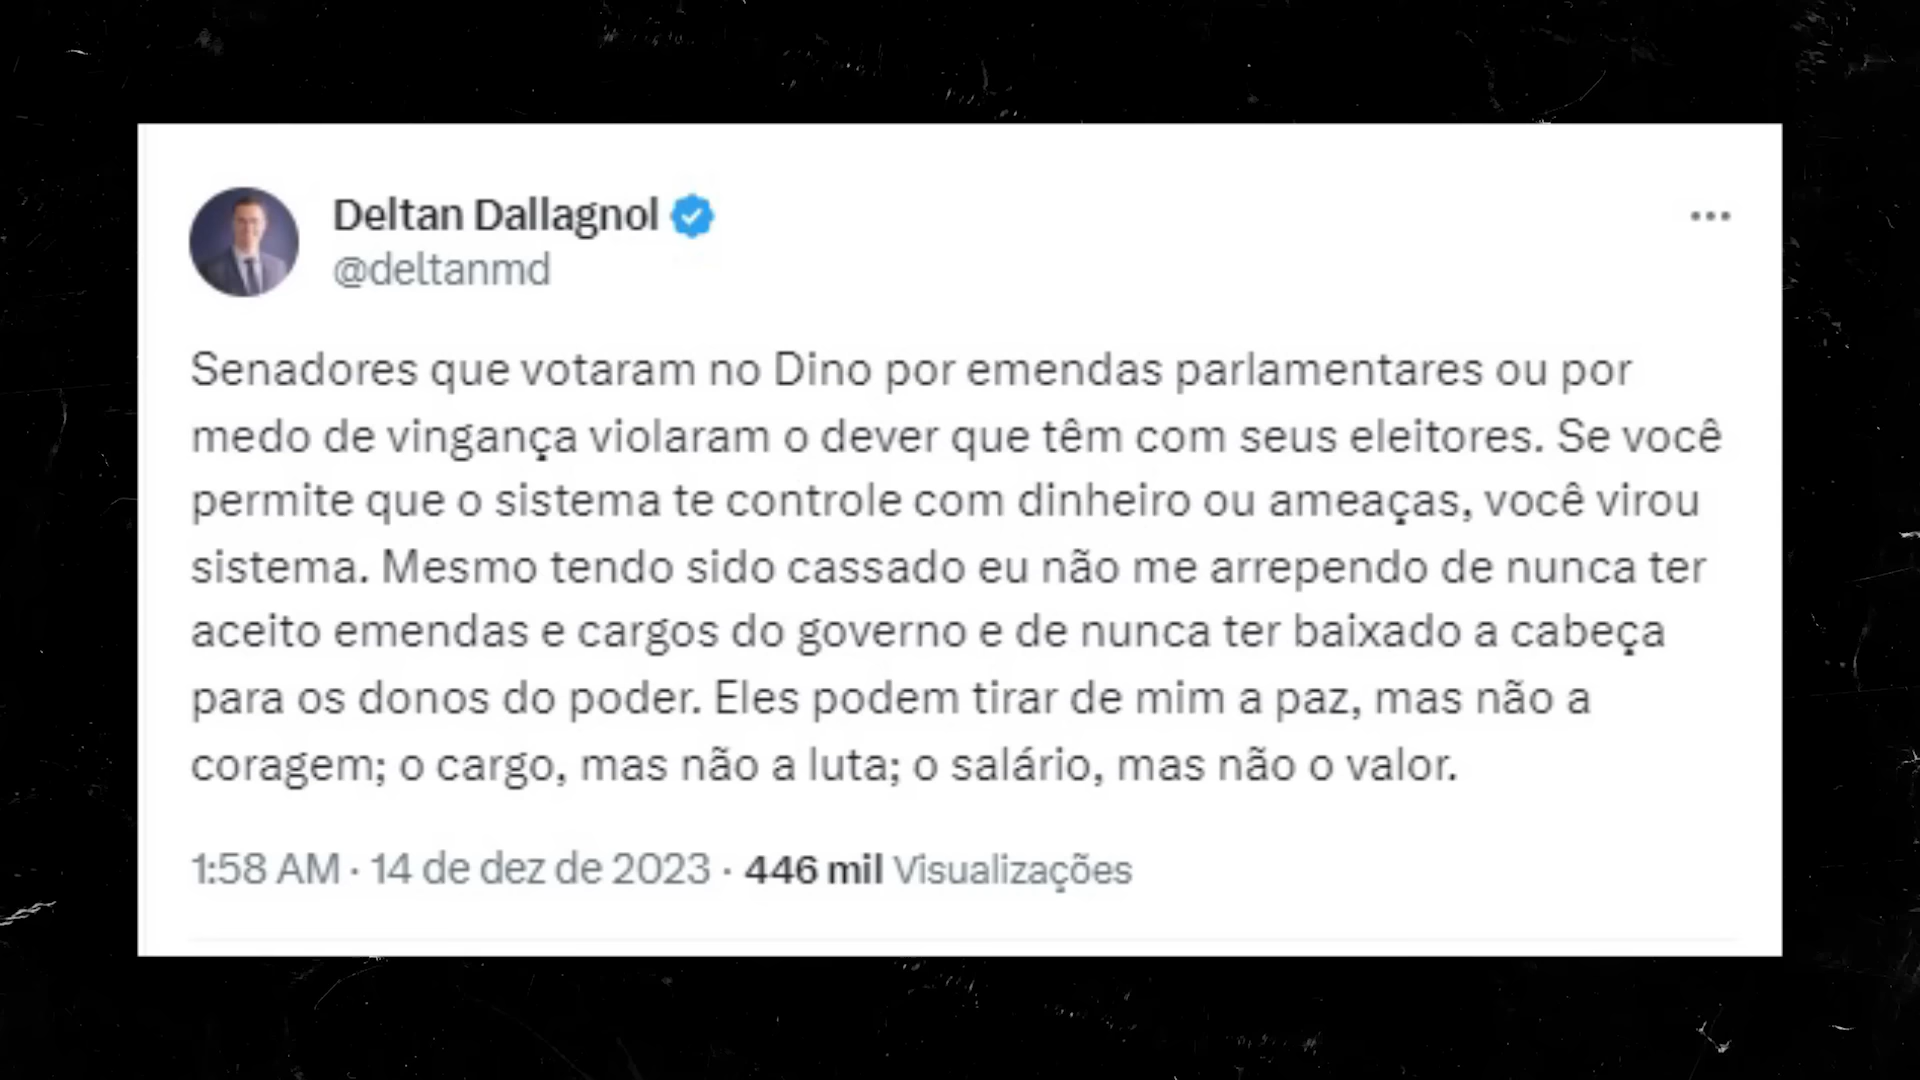 Deltan Dallagnol
@deltanmd
Senadores que votaram no Dino por emendas parlamentares ou por
medo de vingança violaram o dever que têm com seus eleitores. Se você
permite que o sistema te controle com dinheiro ou ameaças, você virou
sistema. Mesmo tendo sido cassado eu não me arrependo de nunca ter
aceito emendas e cargos do governo e de nunca ter baixado a cabeça
para os donos do poder. Eles podem tirar de mim a paz, mas não a
coragem; o cargo, mas não a luta; o salário, mas não o valor.
1:58 AM · 14 de dez de 2023 · 446 mil Visualizações